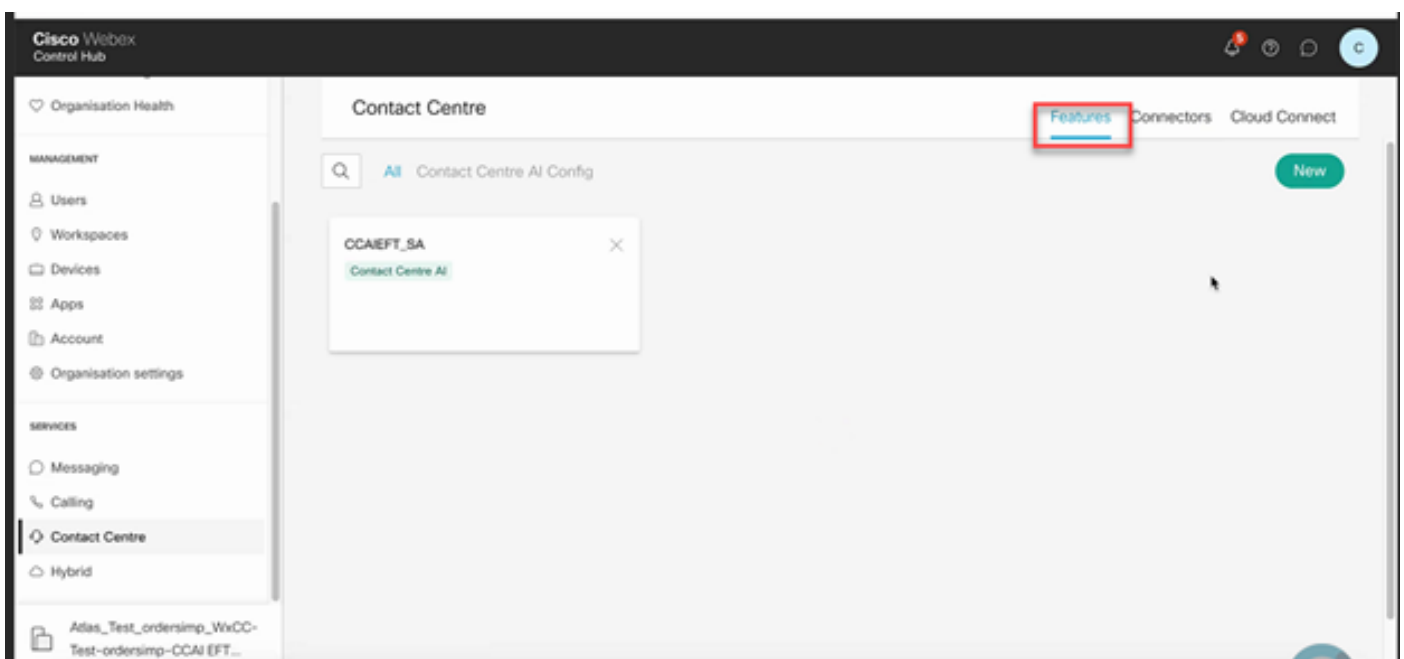 Cisco Webex
Control Hub
5
C
Organisation Health
MANAGEMENT
Users
Workspaces
Devices
Apps
Account
Organisation settings
SERVICES
Messaging
Calling
Contact Centre
Hybrid
Atlas_Test_ordersimp_WxCC-
Test-ordersimp-CCAI EFT...
Contact Centre
Features Connectors Cloud Connect
All Contact Centre AI Config
New
CCAIEFT_SA
Contact Centre AI